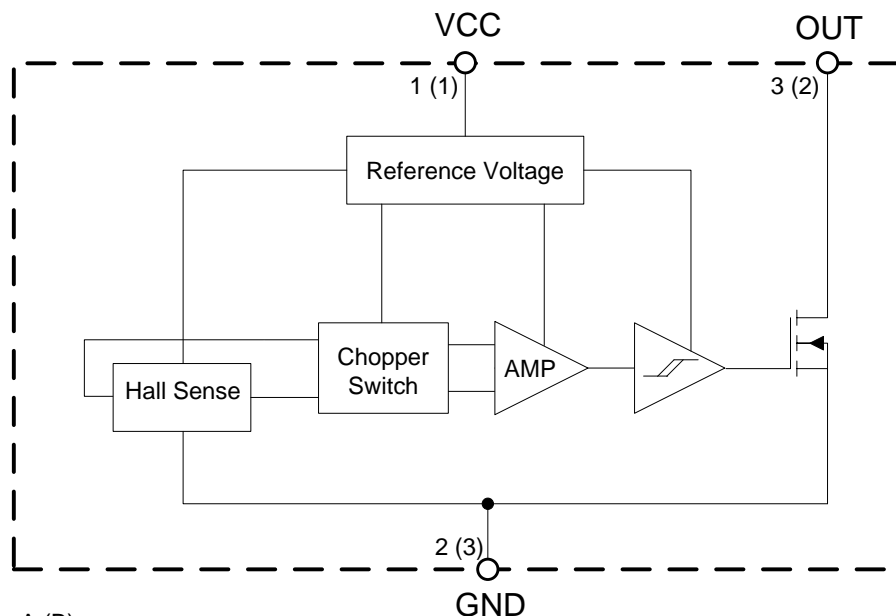 VCC
OUT
1 (1)
3 (2)
Reference Voltage
Chopper
Switch
Hall Sense
AMP
2 (3)
GND